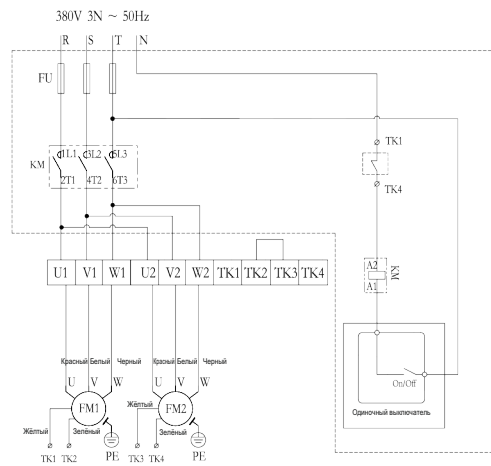 380V 3N ~ 50Hz
R S T N
FU
TK1
1L1 3L2 5L3
KM
2T1 4T2 6T3
TK4
U1 V1 W1 U2 V2 W2 TK1 TK2 TK3 TK4
A2
KM
A1
On/Off
Одиночный выключатель
Красный Белый Черный Красный Белый Черный
U V W U V W
FM1 FM2
Жёлтый Зелёный Жёлтый Зелёный
TK1 TK2 PE TK3 TK4 PE